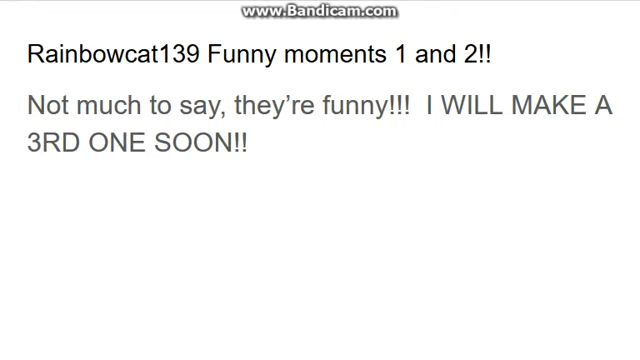 www.Bandicam.com
Rainbowcat139 Funny moments 1 and 2!!
Not much to say, they’re funny!!!  I WILL MAKE A
3RD ONE SOON!!